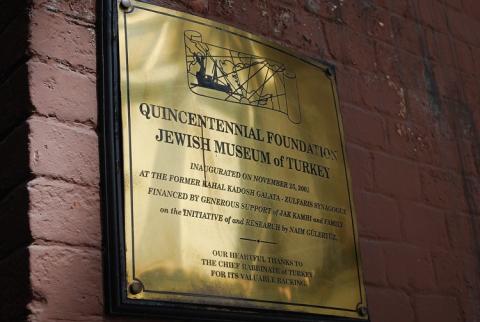 QUINCENTENNIAL FOUNDATION
JEWISH MUSEUM of TURKEY
INAUGURATED ON NOVEMBER 25, 2001
AT THE FORMER KAHAL KADOSH GALATA - ZULFARIS SYNAGOGUE
FINANCED BY GENEROUS SUPPORT of JAK KAMHI and FAMILY
on the INITIATIVE of and RESEARCH by NAIM GÜLERYÜZ,
OUR HEARTFUL THANKS TO
THE CHIEF RABBINATE of TURKEY
FOR ITS VALUABLE BACKING